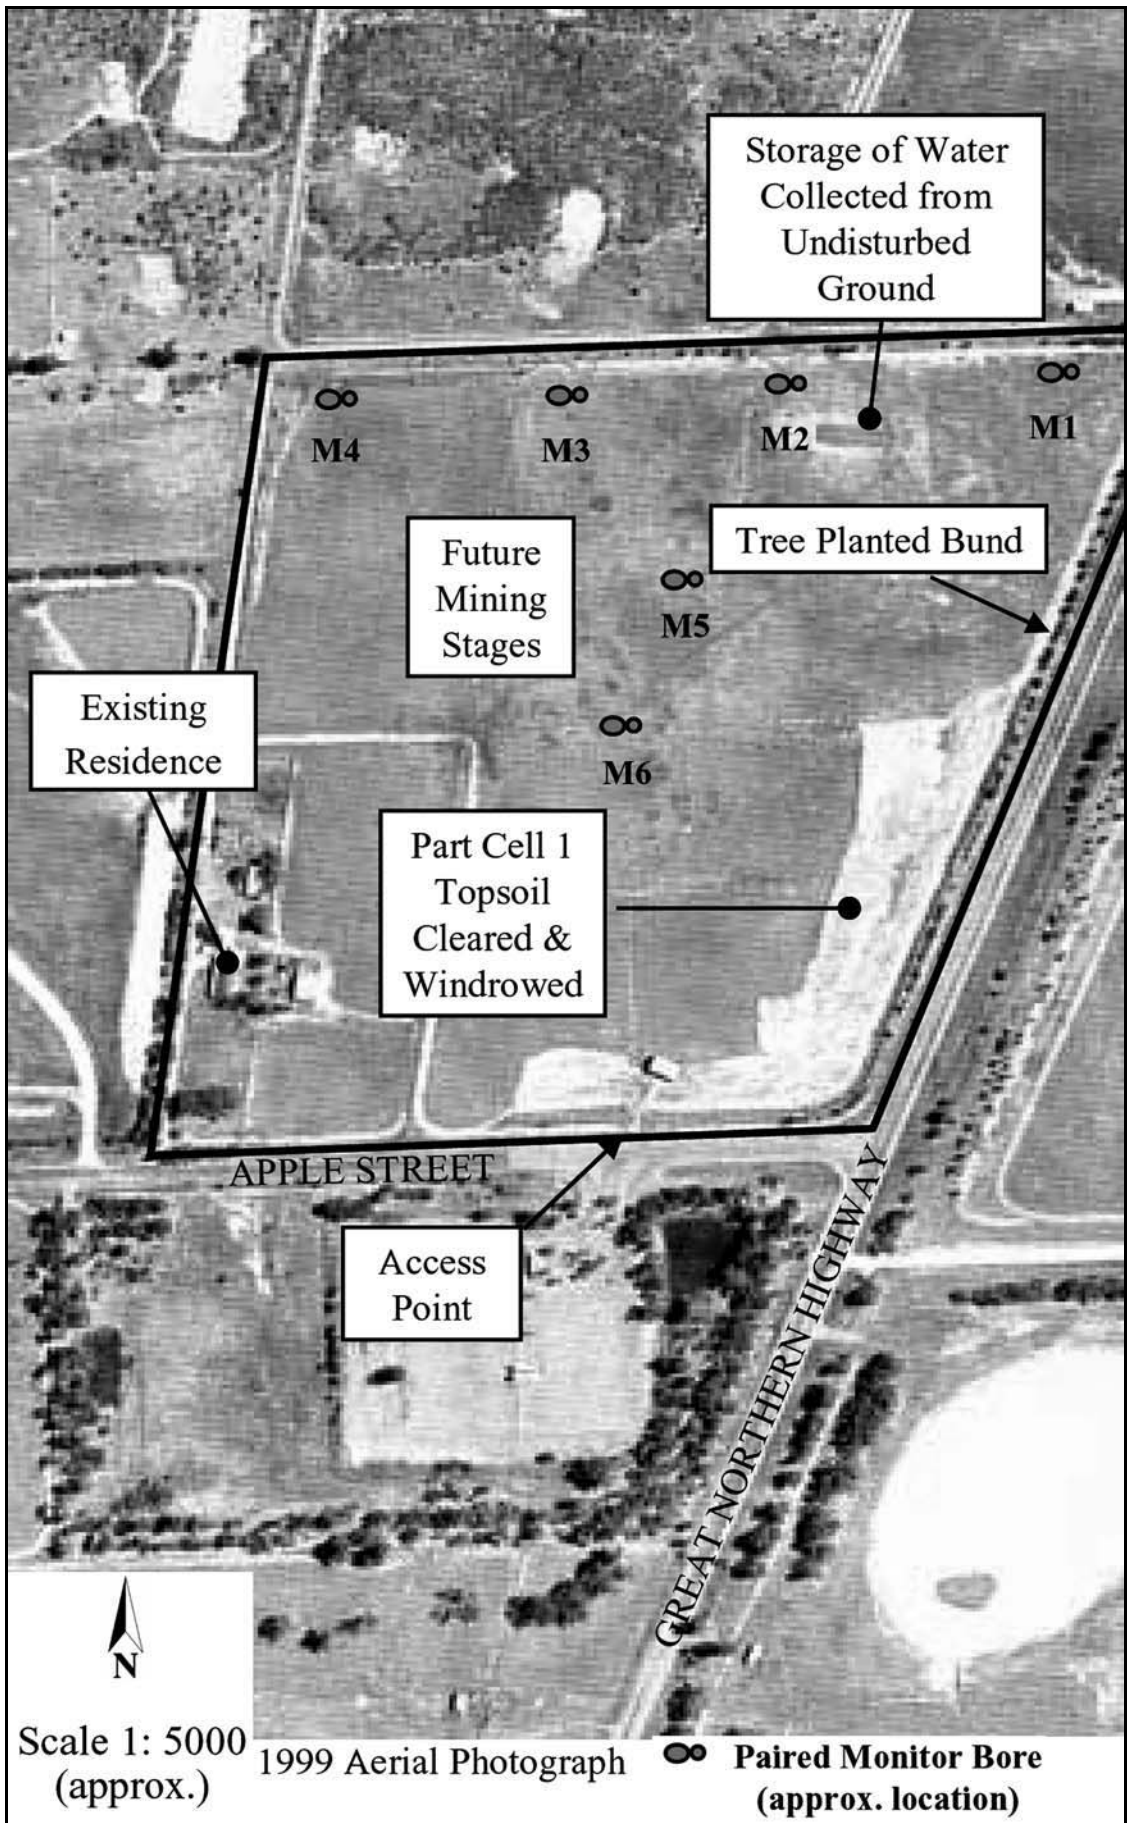 Storage of Water
Collected from
Undisturbed
Ground
M4
M3
M2
M1
Future
Mining
Stages
Tree Planted Bund
M5
Existing
Residence
M6
Part Cell 1
Topsoil
Cleared &
Windrowed
APPLE STREET
Access
Point
GREAT NORTHERN HIGHWAY
N
Scale 1: 5000
(approx.)
1999 Aerial Photograph
Paired Monitor Bore
(approx. location)